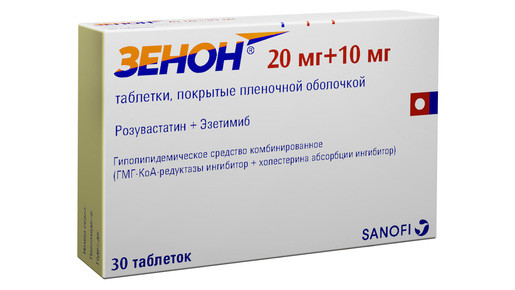 ЗЕНОН® 20 мг+10 мг
таблетки, покрытые пленочной оболочкой
Розувастатин + Эзетимиб
Гиполипидемическое средство комбинированное
(ГМГ-КоА-редуктазы ингибитор + холестерина абсорбции ингибитор)
30 таблеток
SANOFI